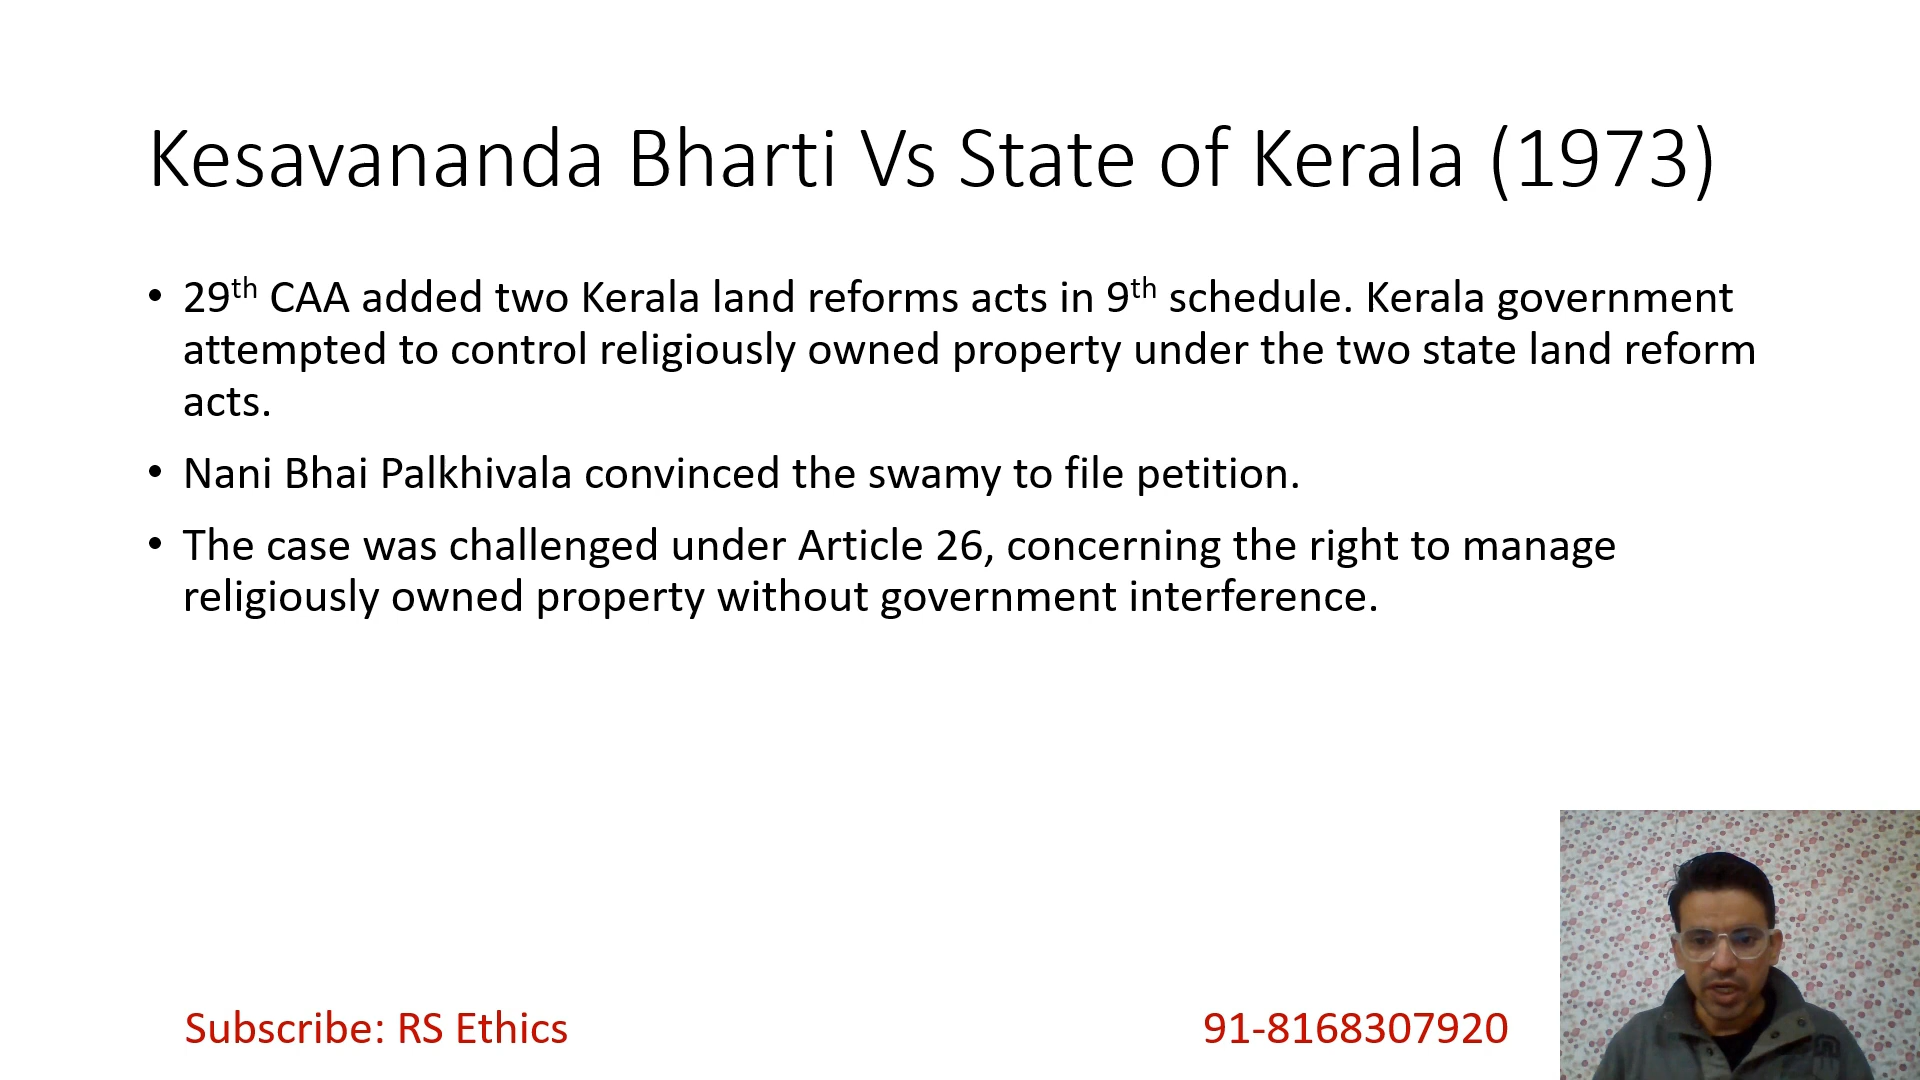 Kesavananda Bharti Vs State of Kerala (1973)
• 29th CAA added two Kerala land reforms acts in 9th schedule. Kerala government
attempted to control religiously owned property under the two state land reform
acts.
• Nani Bhai Palkhivala convinced the swamy to file petition.
• The case was challenged under Article 26, concerning the right to manage
religiously owned property without government interference.
Subscribe: RS Ethics
91-8168307920